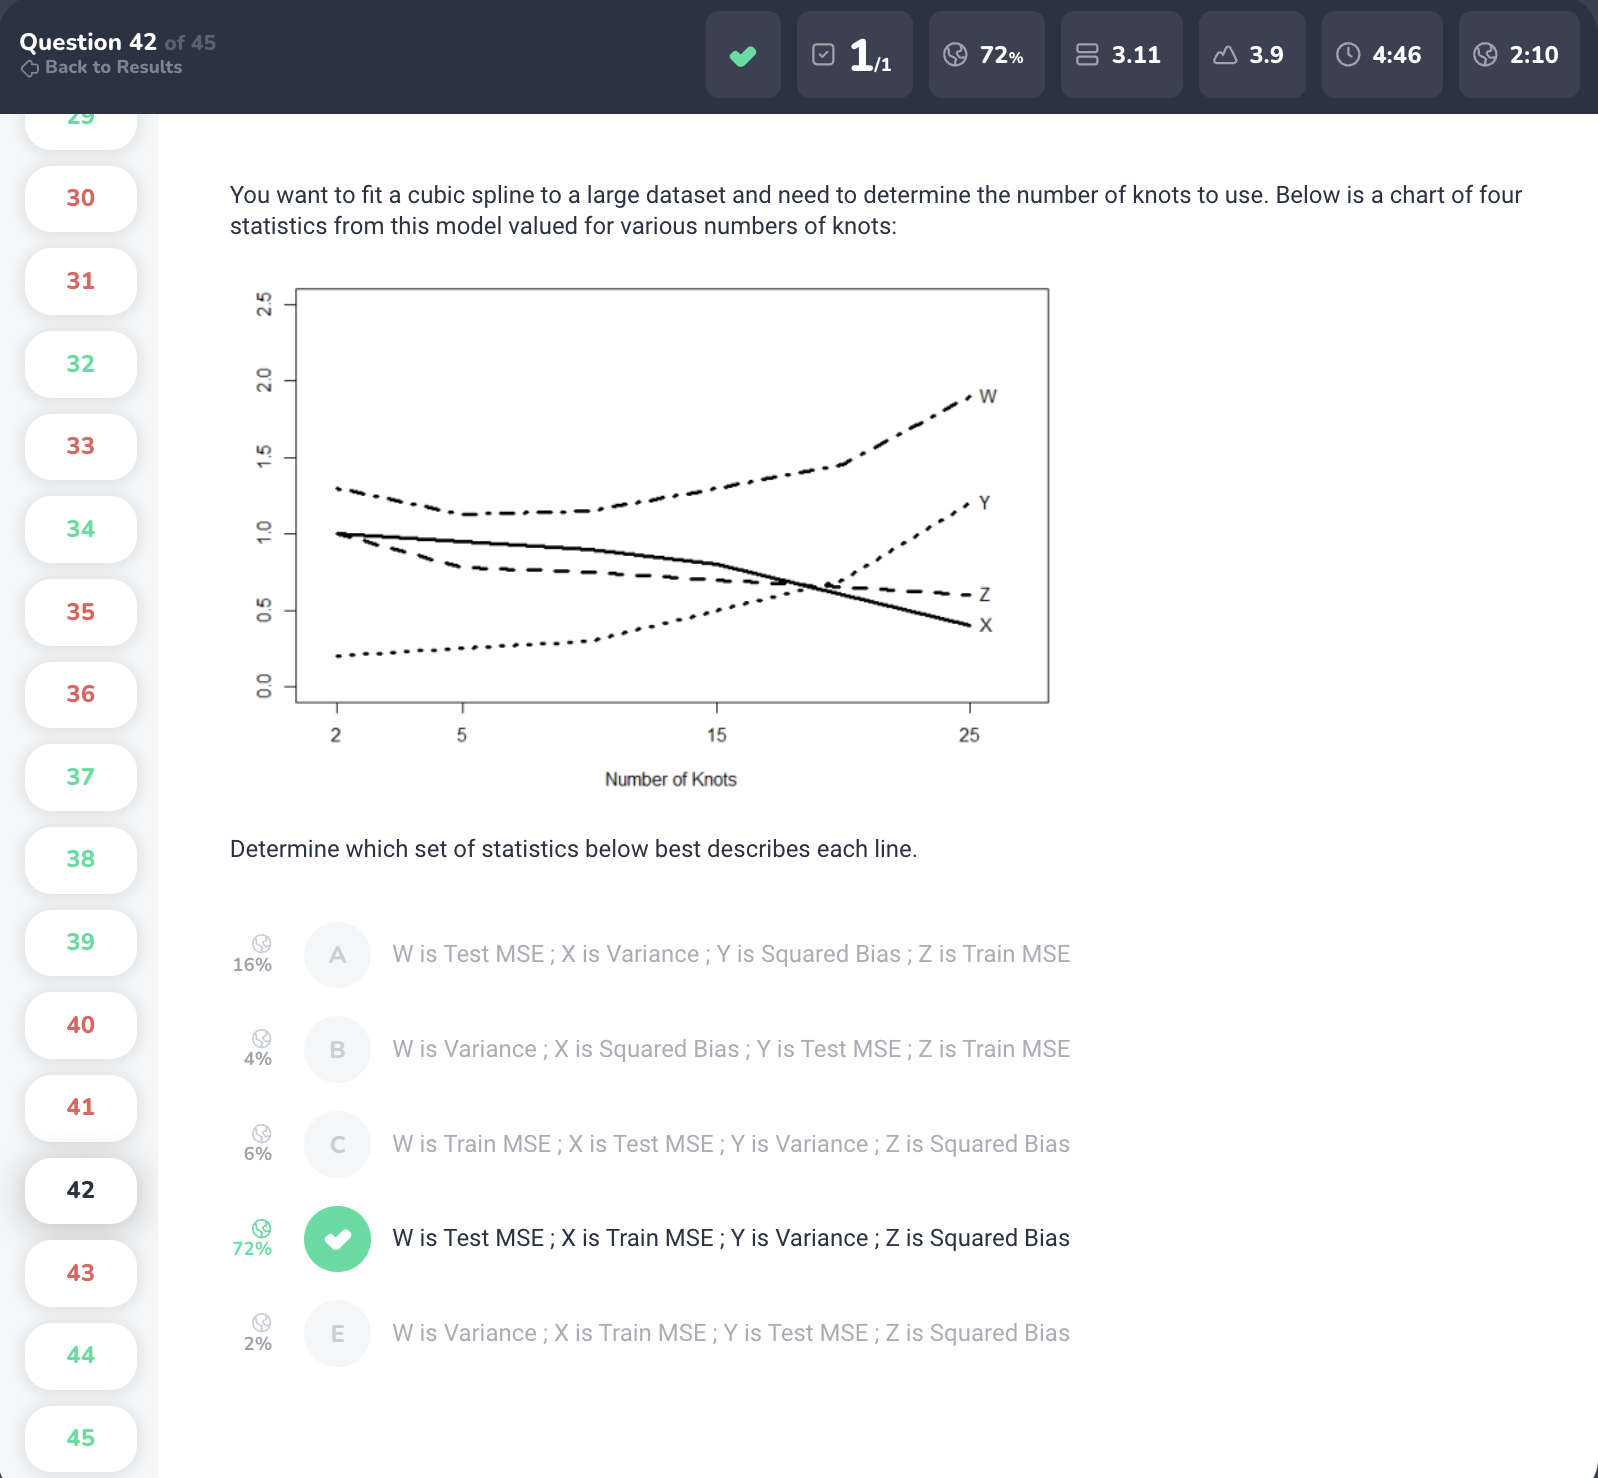 Question 42 of 45
Back to Results
1/1
72%
3.11
3.9
4:46
2:10
29
30
31
32
33
34
35
36
37
38
39
40
41
42
43
44
45
You want to fit a cubic spline to a large dataset and need to determine the number of knots to use. Below is a chart of four
statistics from this model valued for various numbers of knots:
2.5
2.0
1.5
1.0
0.5
0.0
W
Y
Z
X
2 5 15 25
Number of Knots
Determine which set of statistics below best describes each line.
16% A W is Test MSE ; X is Variance ; Y is Squared Bias ; Z is Train MSE
4% B W is Variance ; X is Squared Bias ; Y is Test MSE ; Z is Train MSE
6% C W is Train MSE ; X is Test MSE ; Y is Variance ; Z is Squared Bias
72% W is Test MSE ; X is Train MSE ; Y is Variance ; Z is Squared Bias
2% E W is Variance ; X is Train MSE ; Y is Test MSE ; Z is Squared Bias